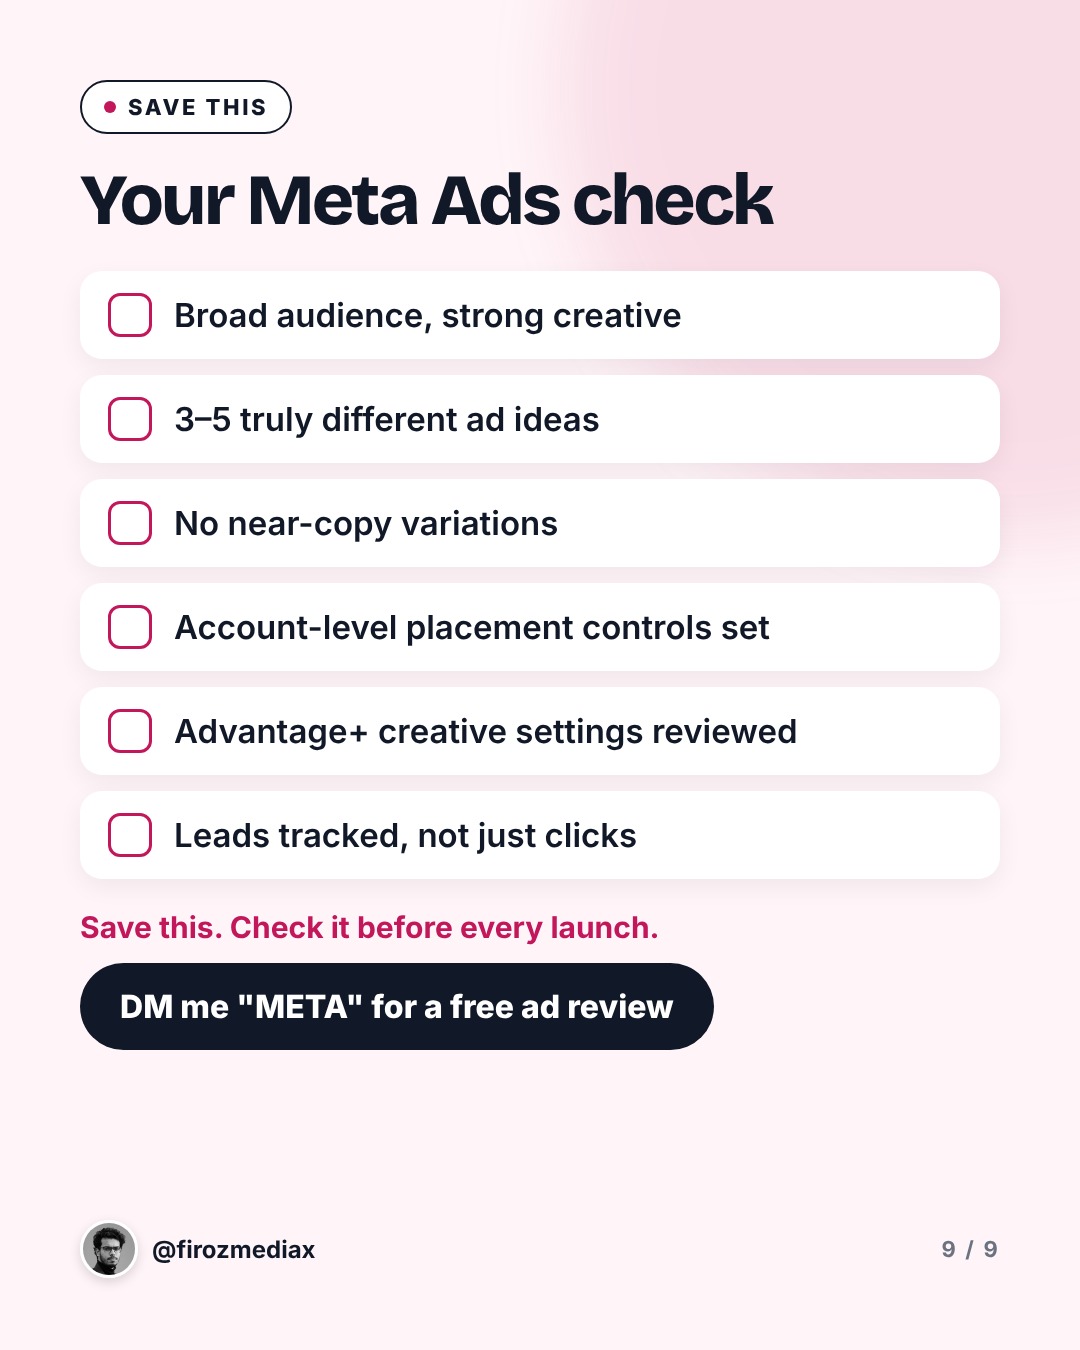 SAVE THIS
Your Meta Ads check
Broad audience, strong creative
3–5 truly different ad ideas
No near-copy variations
Account-level placement controls set
Advantage+ creative settings reviewed
Leads tracked, not just clicks
Save this. Check it before every launch.
DM me "META" for a free ad review
@firozmediax
9 / 9